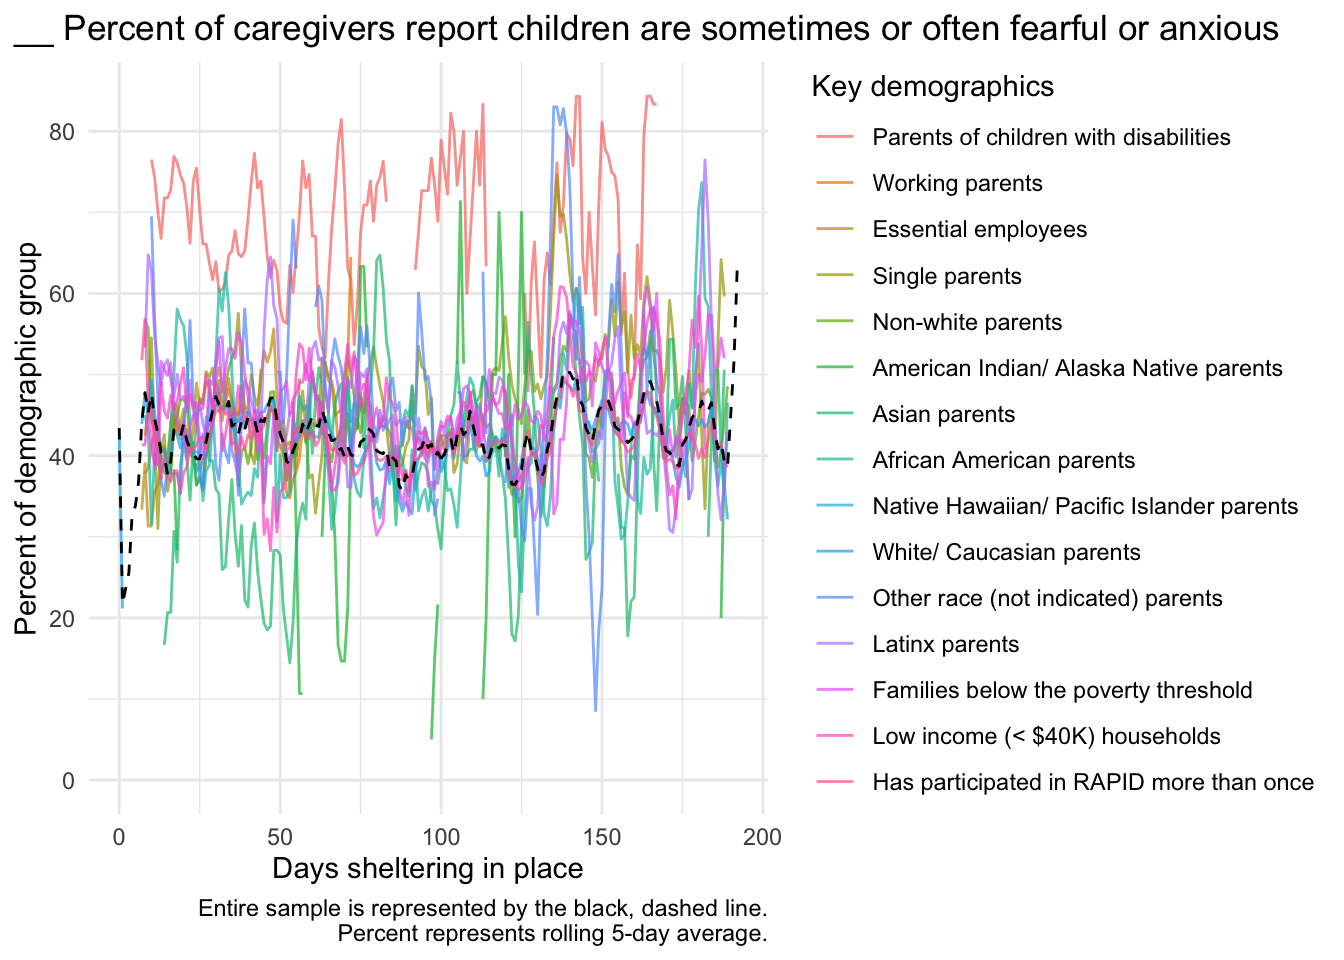 __ Percent of caregivers report children are sometimes or often fearful or anxious
Percent of demographic group
80
60
40
20
0
0
50
100
150
200
Days sheltering in place
Entire sample is represented by the black, dashed line.
Percent represents rolling 5-day average.
Key demographics
Parents of children with disabilities
Working parents
Essential employees
Single parents
Non-white parents
American Indian/ Alaska Native parents
Asian parents
African American parents
Native Hawaiian/ Pacific Islander parents
White/ Caucasian parents
Other race (not indicated) parents
Latinx parents
Families below the poverty threshold
Low income (< $40K) households
Has participated in RAPID more than once